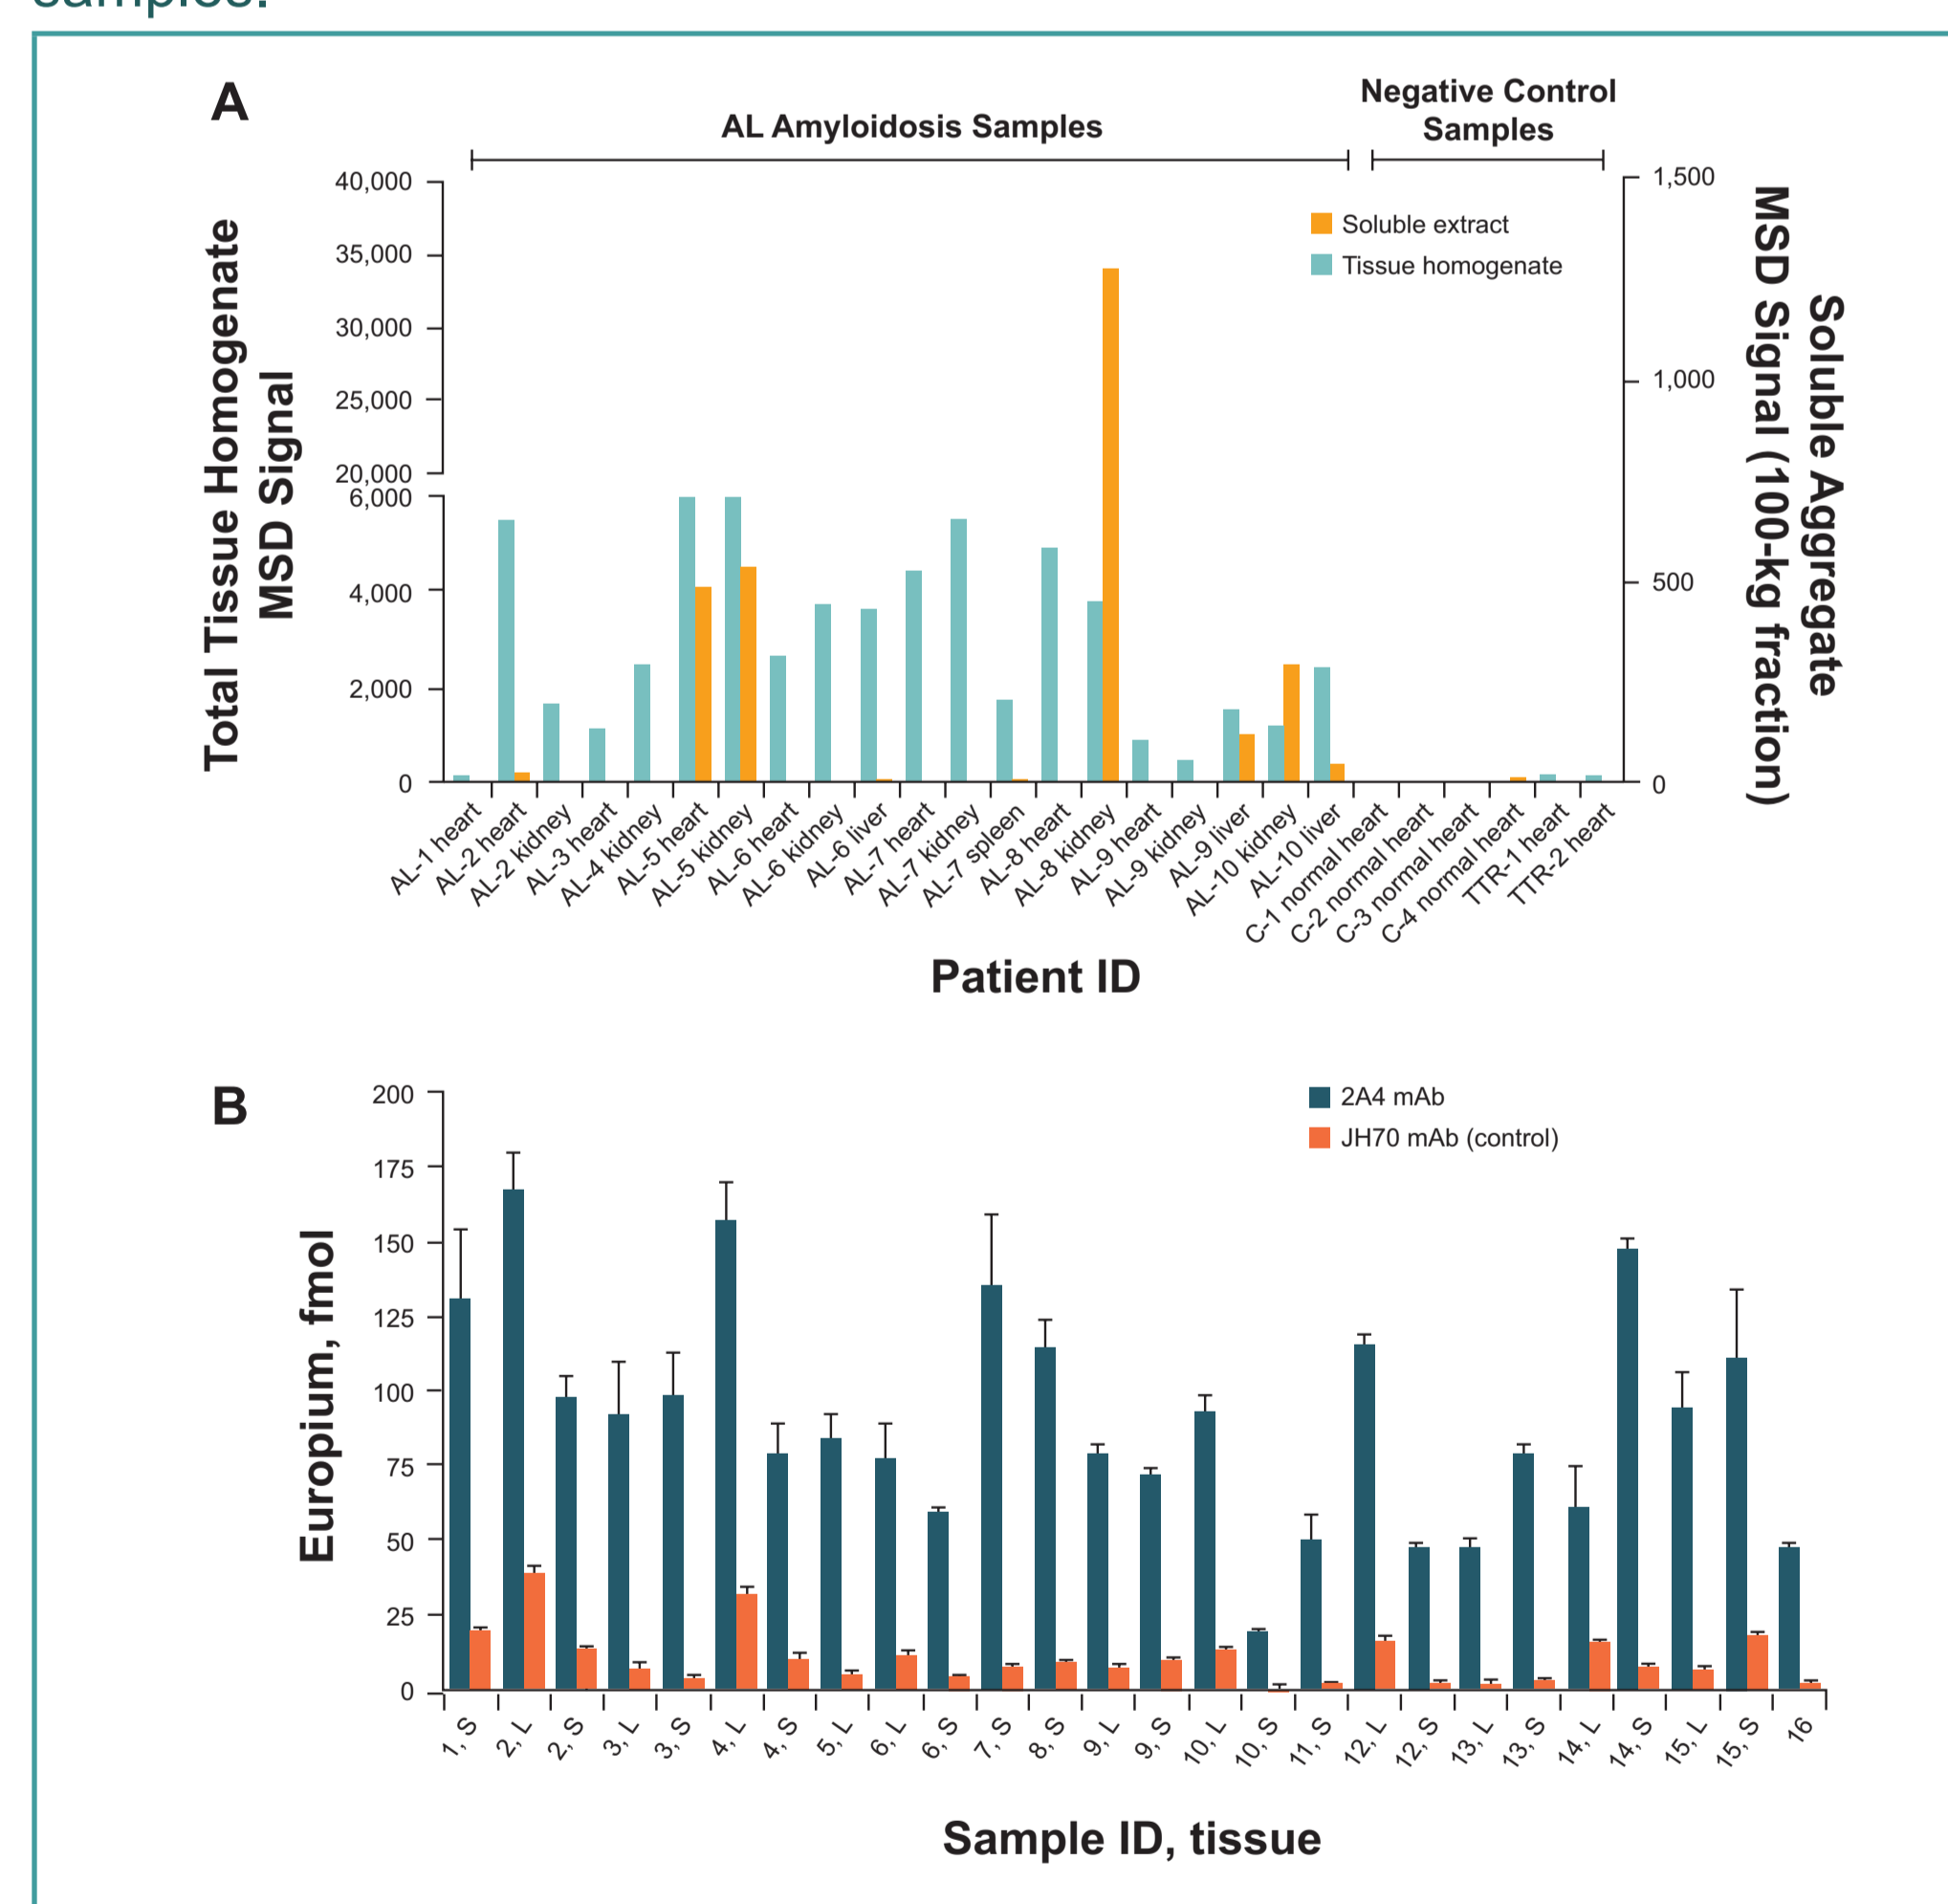 samples.
A
AL Amyloidosis Samples
Negative Control
Samples
40,000
35,000
30,000
25,000
20,000
6,000
4,000
2,000
0
Total Tissue Homogenate
MSD Signal
Soluble extract
Tissue homogenate
1,500
1,000
500
0
Soluble Aggregate
MSD Signal (100-kg fraction)
AL-1 heart
AL-2 heart
AL-2 kidney
AL-3 heart
AL-4 kidney
AL-5 heart
AL-5 kidney
AL-6 heart
AL-6 kidney
AL-6 liver
AL-7 heart
AL-7 kidney
AL-7 spleen
AL-8 heart
AL-8 kidney
AL-9 heart
AL-9 kidney
AL-9 liver
AL-10 kidney
AL-10 liver
C-1 normal heart
C-2 normal heart
C-3 normal heart
C-4 normal heart
TTR-1 heart
TTR-2 heart
Patient ID
B
200
175
150
125
100
75
50
25
0
Europium, fmol
2A4 mAb
JH70 mAb (control)
1, S
2, L
2, S
3, L
3, S
4, L
4, S
5, L
6, L
6, S
7, S
8, S
9, L
9, S
10, L
10, S
11, S
12, L
12, S
13, L
13, S
14, L
14, S
15, L
15, S
16
Sample ID, tissue